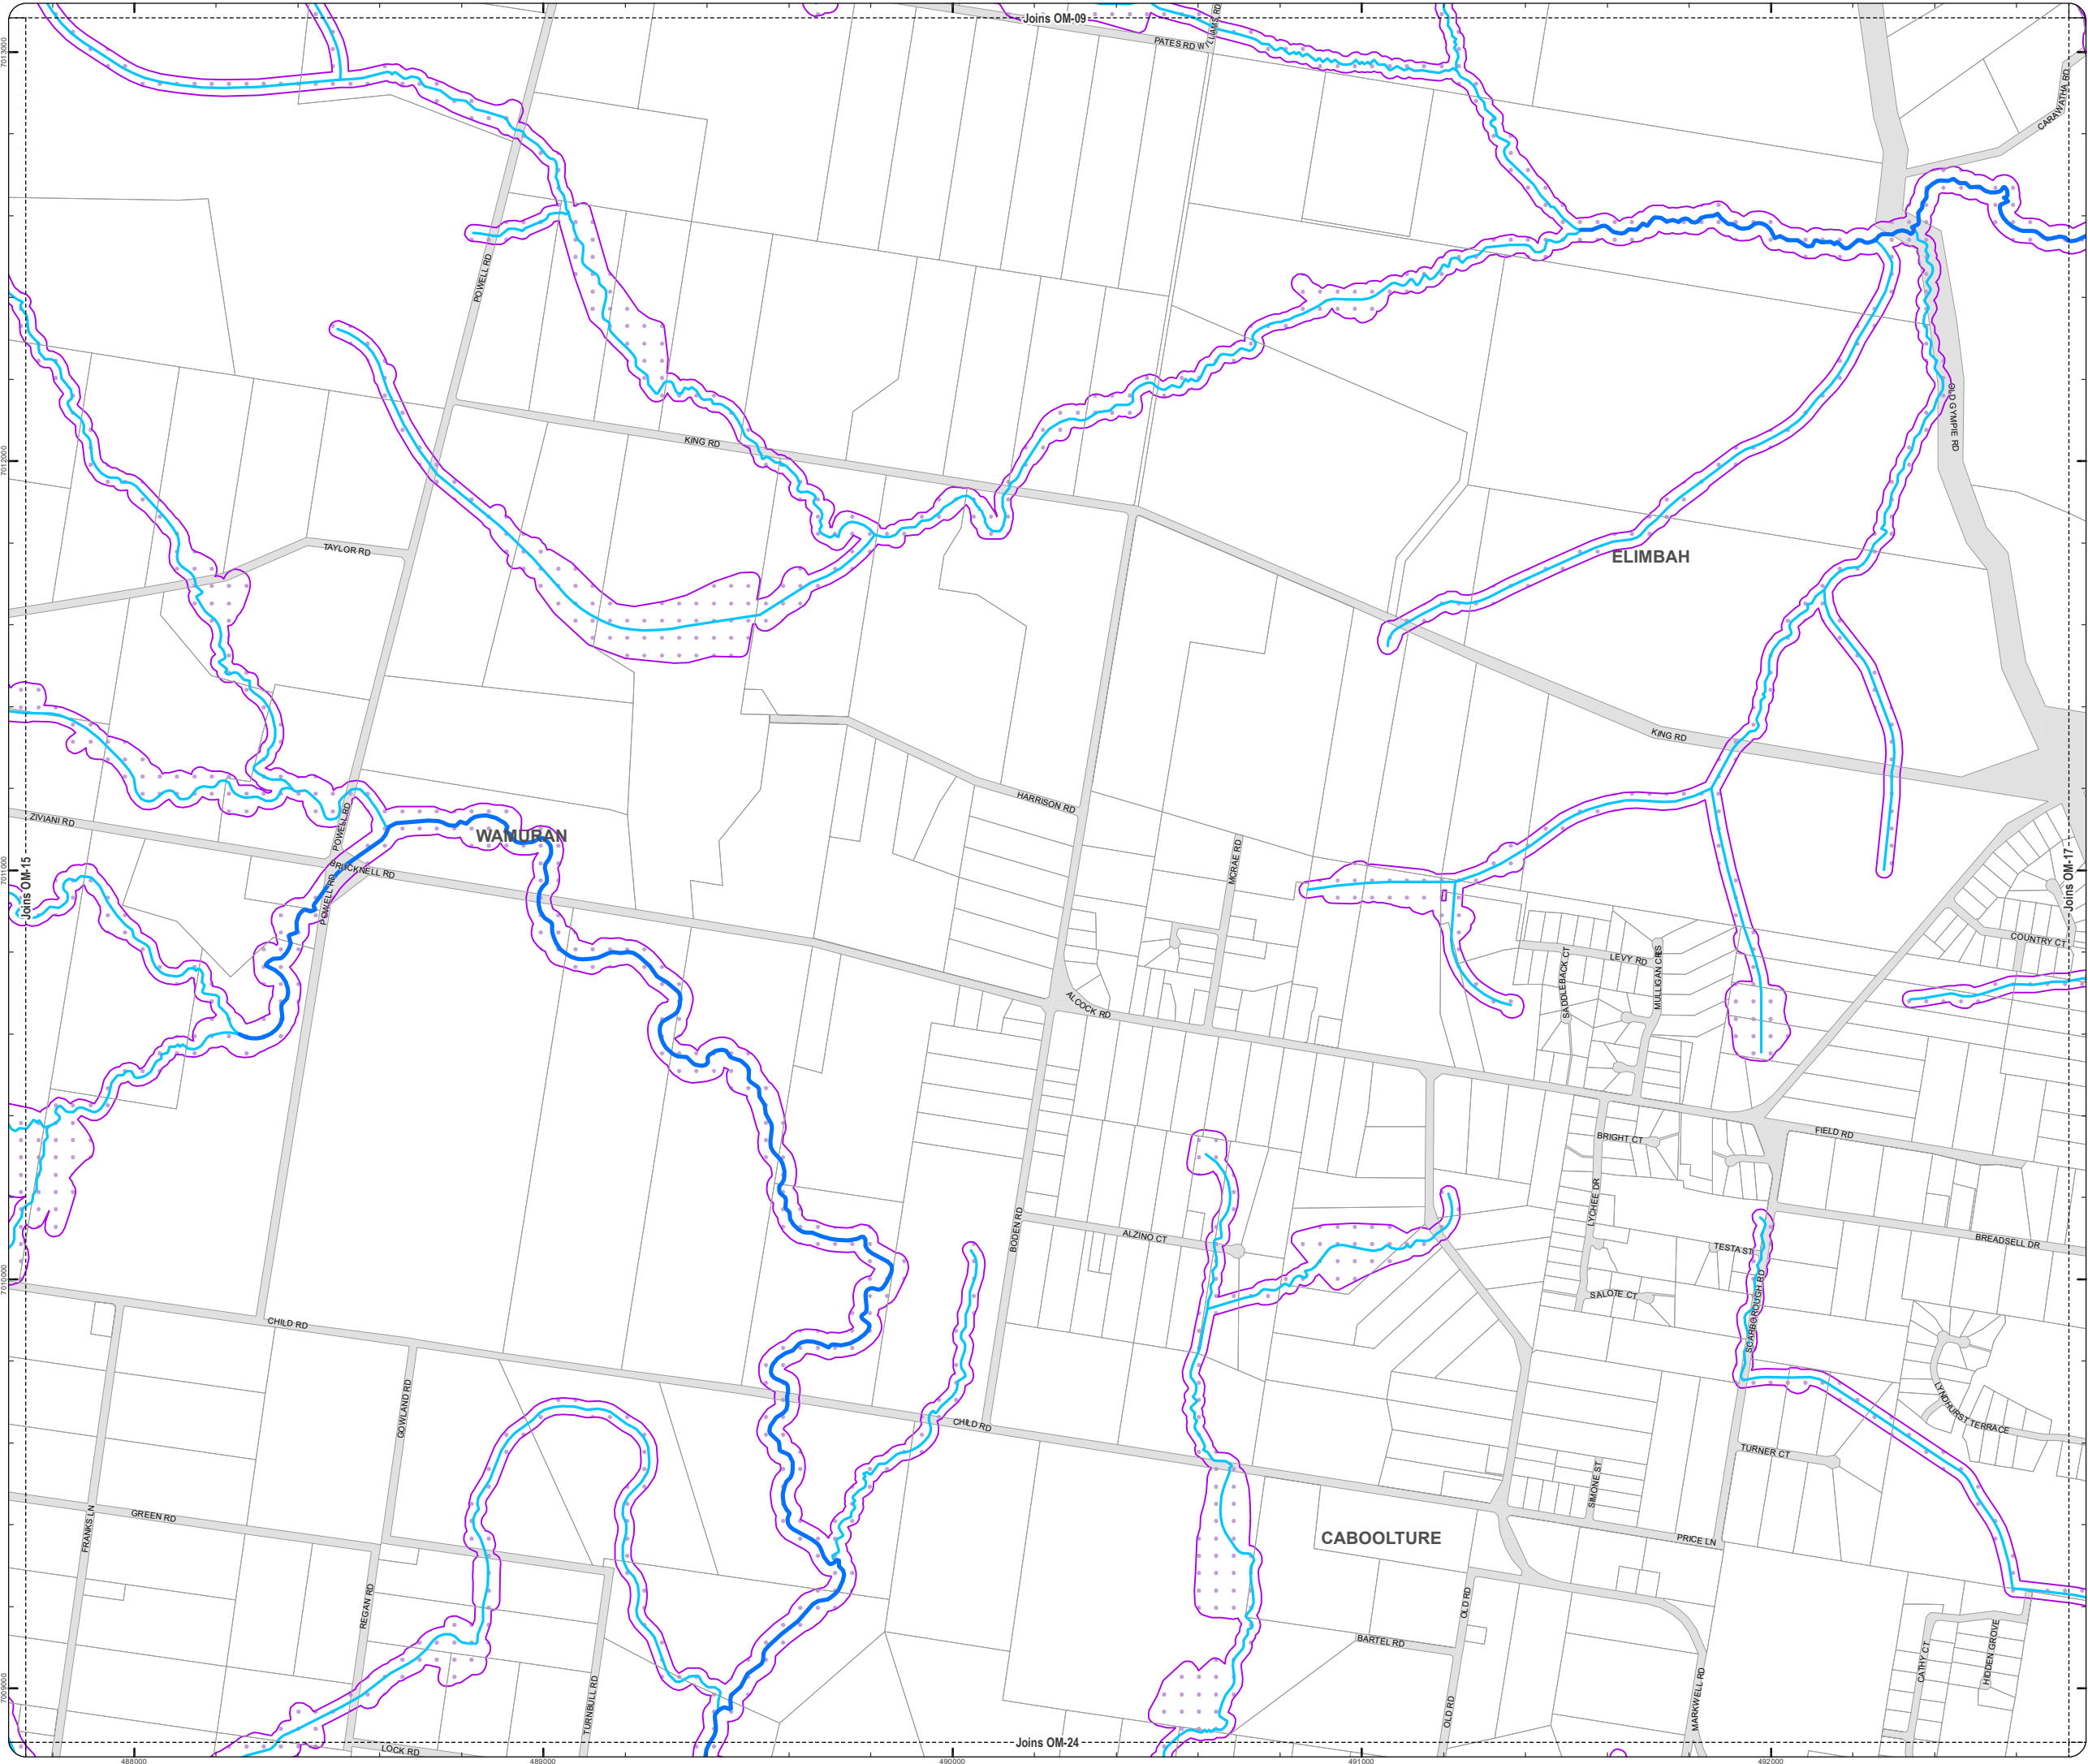 Joins OM-09
PATES RD
WILLIAMS RD
7013000
CARAWATHA RD
POWELL RD
OLD GYMPIE RD
KING RD
7012000
TAYLOR RD
ELIMBAH
KING RD
HARRISON RD
POWELL RD
ZIVIANI RD
WAMURAN
MCRAE RD
BRUCKNELL RD
7011000
Joins OM-15
Joins OM-17
POWELL RD
COUNTRY CT
LEVY RD
SADDLEBACK CT
MULLIGAN CRES
ALCOCK RD
FIELD RD
BRIGHT CT
LYCHEE DR
BODEN RD
ALZINO CT
BREADSELL DR
TESTA ST
7010000
SALOTE CT
SCARBOROUGH RD
CHILD RD
GOWLAND RD
LYNDHURST TERRACE
CHILD RD
TURNER CT
SIMONE ST
FRANKS LN
GREEN RD
CABOOLTURE
PRICE LN
REGAN RD
OLD RD
BARTEL RD
CATHY CT
HIDDEN GROVE
TURNBULL RD
MARKWELL RD
OLD RD
7009000
LOCK RD
Joins OM-24
488000
489000
490000
491000
492000